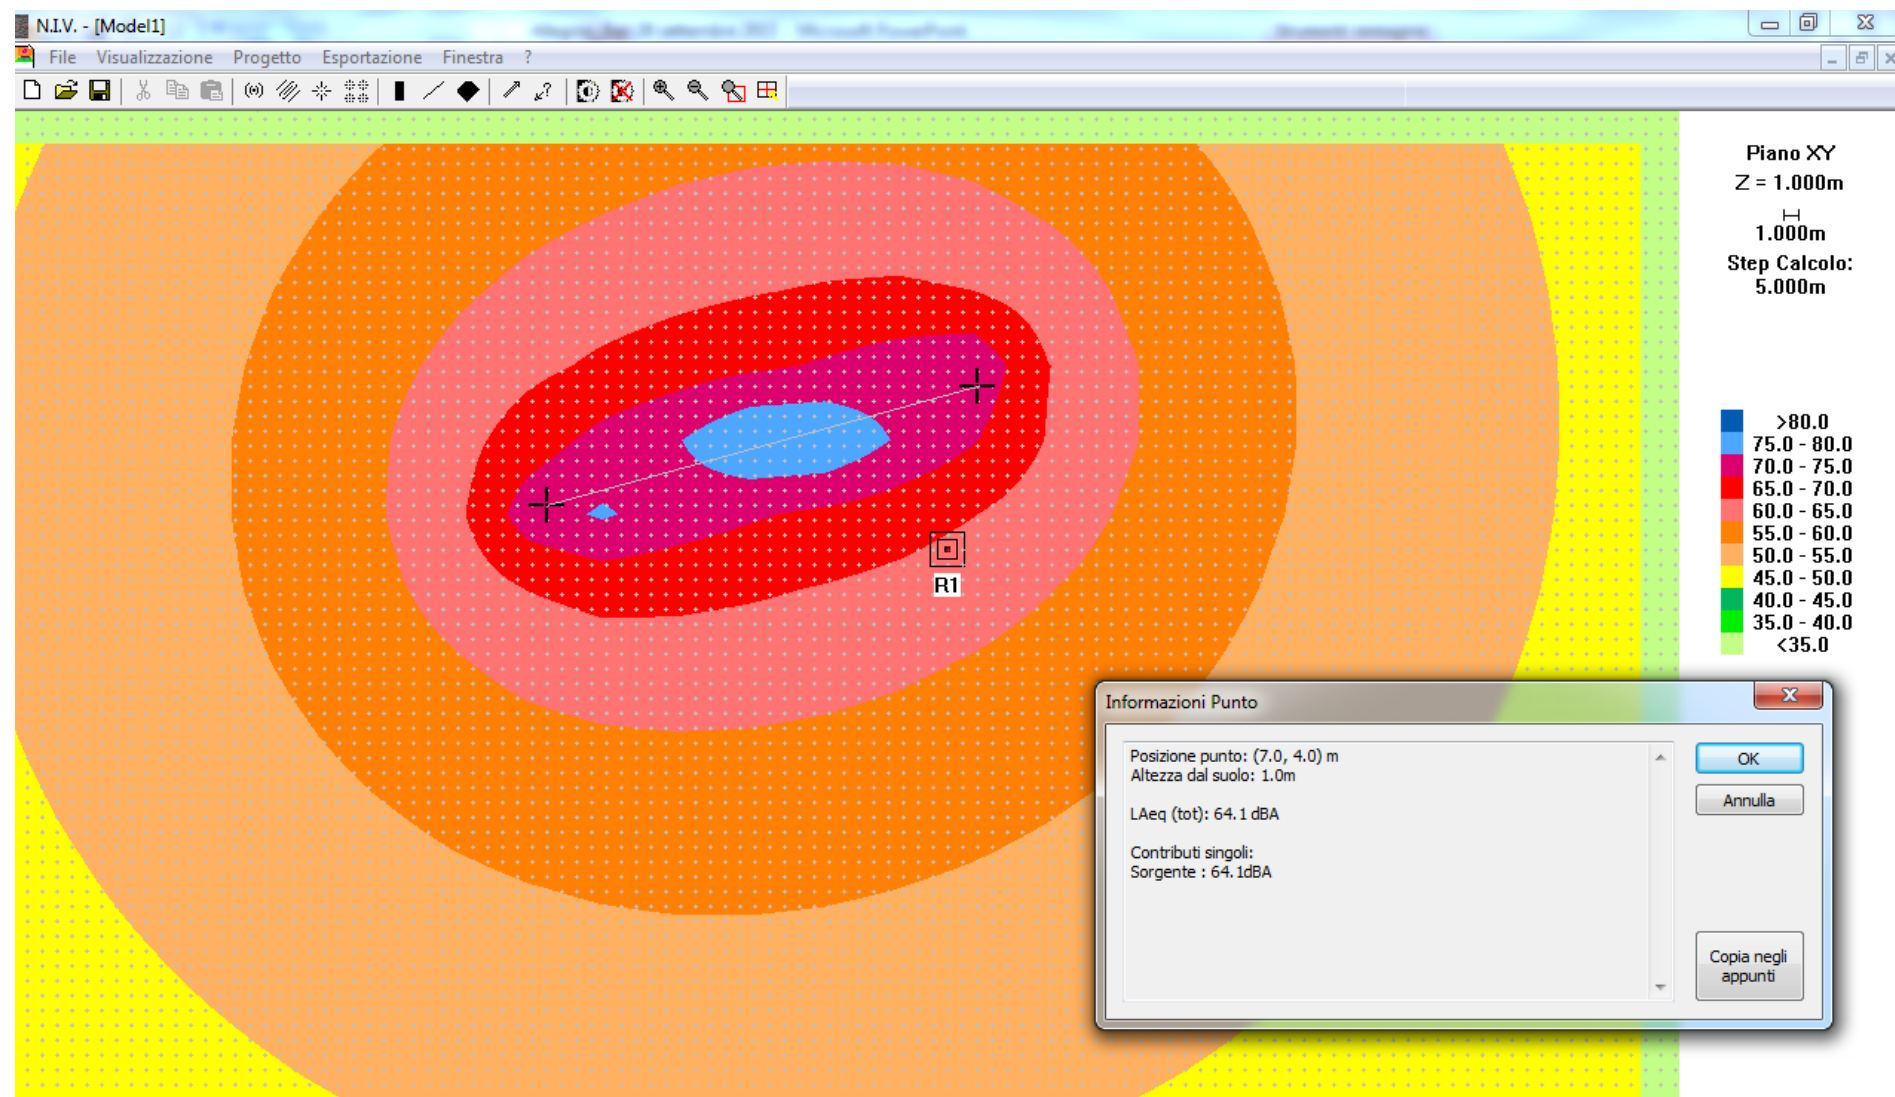 N.I.V. - [Model1]
File Visualizzazione Progetto Esportazione Finestra ?
Piano XY
Z = 1.000m
1.000m
Step Calcolo:
5.000m
>80.0
75.0 - 80.0
70.0 - 75.0
65.0 - 70.0
60.0 - 65.0
55.0 - 60.0
50.0 - 55.0
45.0 - 50.0
40.0 - 45.0
35.0 - 40.0
<35.0
R1
Informazioni Punto
Posizione punto: (7.0, 4.0) m
Altezza dal suolo: 1.0m
LAeq (tot): 64.1 dBA
Contributi singoli:
Sorgente : 64.1dBA
OK
Annulla
Copia negli
appunti